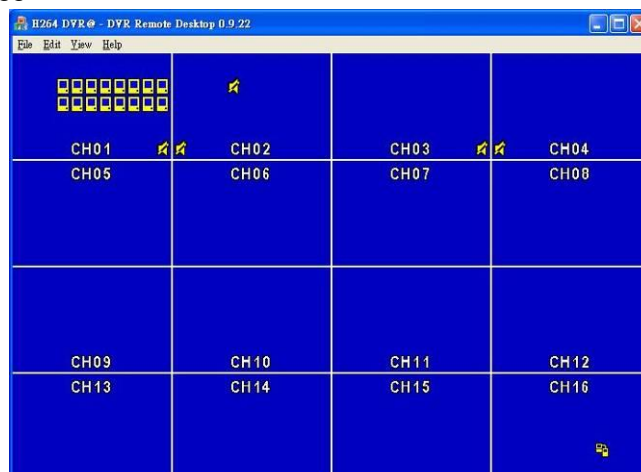 H264 DVR@ - DVR Remote Desktop 0.9.22
File Edit View Help
CH01 CH02 CH03 CH04
CH05 CH06 CH07 CH08
CH09 CH10 CH11 CH12
CH13 CH14 CH15 CH16